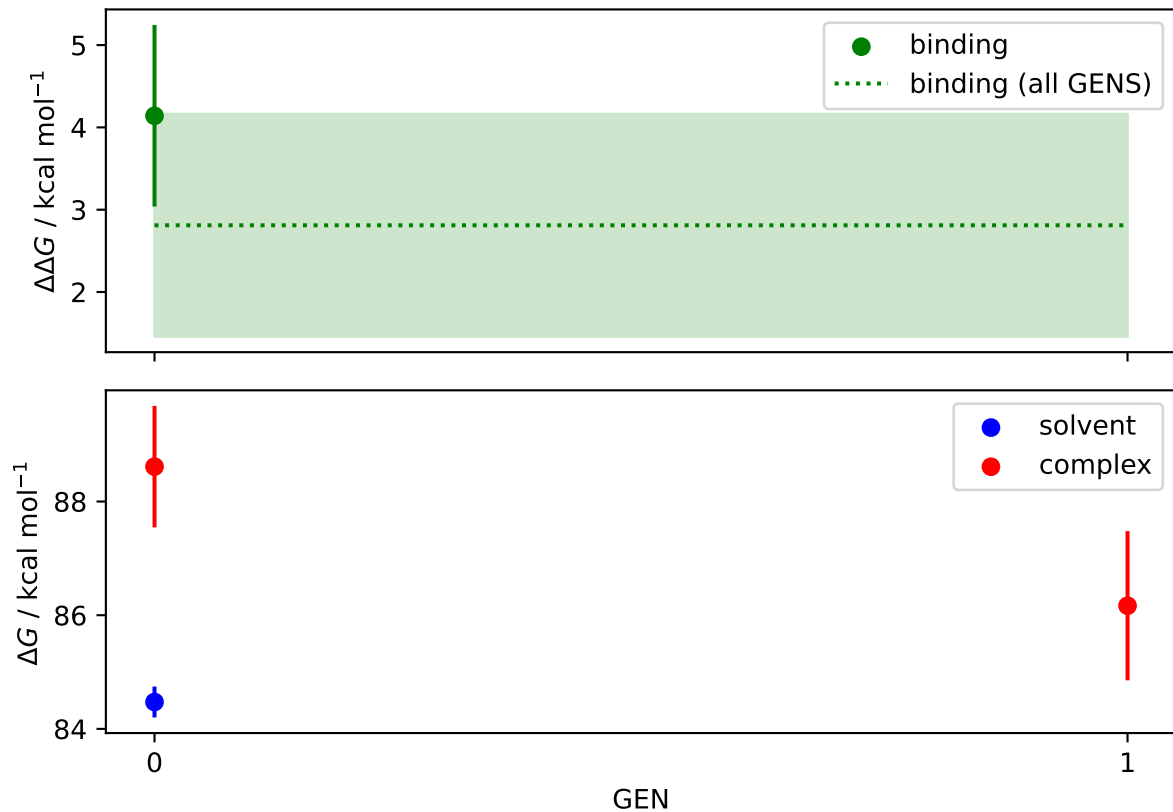 5
4
3
2
ΔΔG / kcal mol⁻¹
binding
binding (all GENS)
88
86
84
ΔG / kcal mol⁻¹
solvent
complex
0
1
GEN